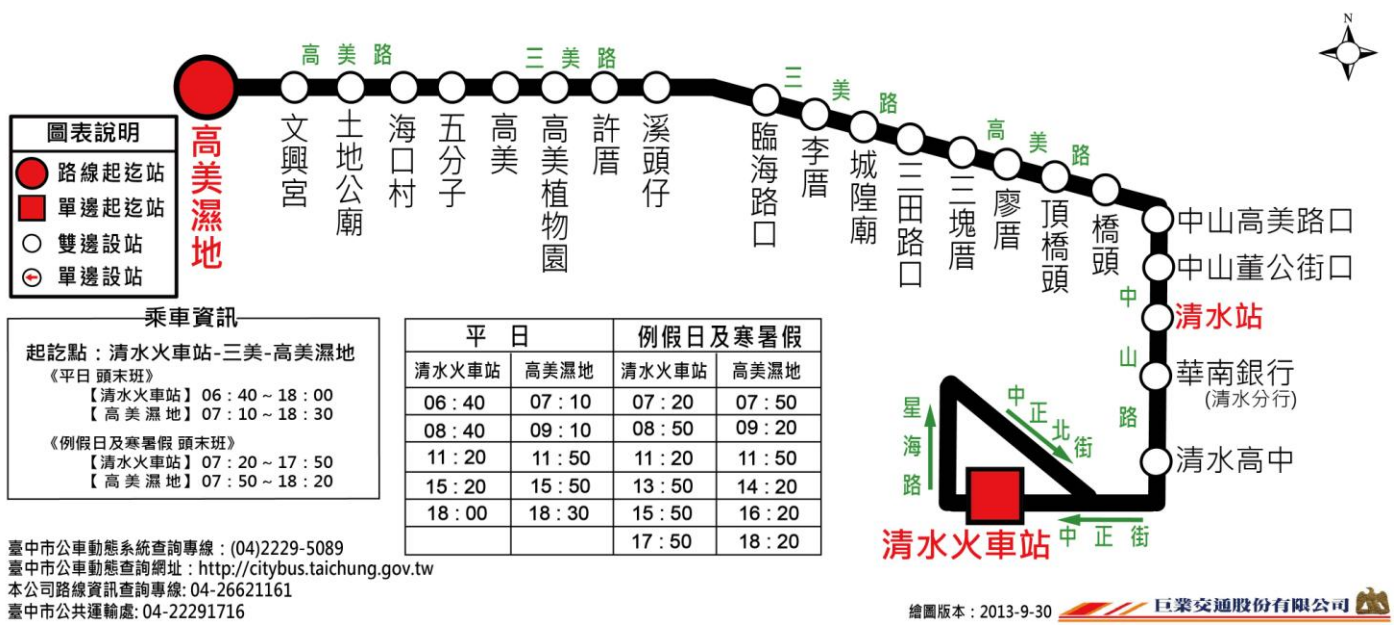 N
高美路
三美路
三美路
高美路
高美濕地
文興宮
土地公廟
海口村
五分子
高美
高美植物園
許厝
溪頭仔
臨海路口
李厝
城隍廟
三田路口
三塊厝
廖厝
頂橋頭
橋頭
中山高美路口
中山董公街口
清水站
華南銀行
(清水分行)
清水高中
中山路
星海路
中正北街
中正街
清水火車站
圖表說明
路線起迄站
單邊起迄站
雙邊設站
單邊設站
乘車資訊
起訖點：清水火車站-三美-高美濕地
《平日 頭末班》
【清水火車站】06：40～18：00
【高美濕地】07：10～18：30
《例假日及寒暑假 頭末班》
【清水火車站】07：20～17：50
【高美濕地】07：50～18：20
平日 例假日及寒暑假
清水火車站 高美濕地 清水火車站 高美濕地
06：40 07：10 07：20 07：50
08：40 09：10 08：50 09：20
11：20 11：50 11：20 11：50
15：20 15：50 13：50 14：20
18：00 18：30 15：50 16：20
17：50 18：20
臺中市公車動態系統查詢專線：(04)2229-5089
臺中市公車動態查詢網址：http://citybus.taichung.gov.tw
本公司路線資訊查詢專線: 04-26621161
臺中市公共運輸處: 04-22291716
繪圖版本：2013-9-30
巨業交通股份有限公司